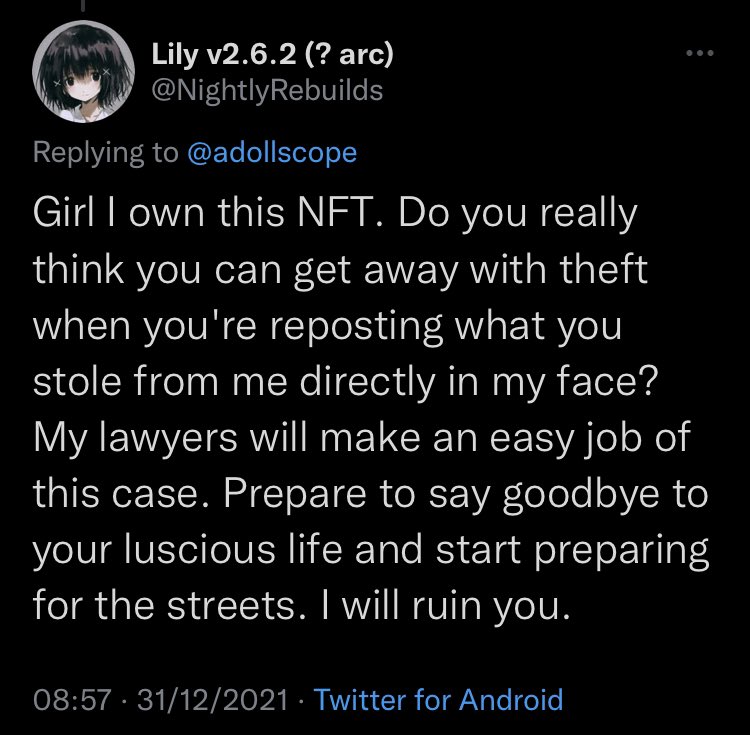 Lily v2.6.2 (? arc)
@NightlyRebuilds
Replying to @adollscope
Girl I own this NFT. Do you really
think you can get away with theft
when you're reposting what you
stole from me directly in my face?
My lawyers will make an easy job of
this case. Prepare to say goodbye to
your luscious life and start preparing
for the streets. I will ruin you.
08:57 · 31/12/2021 · Twitter for Android